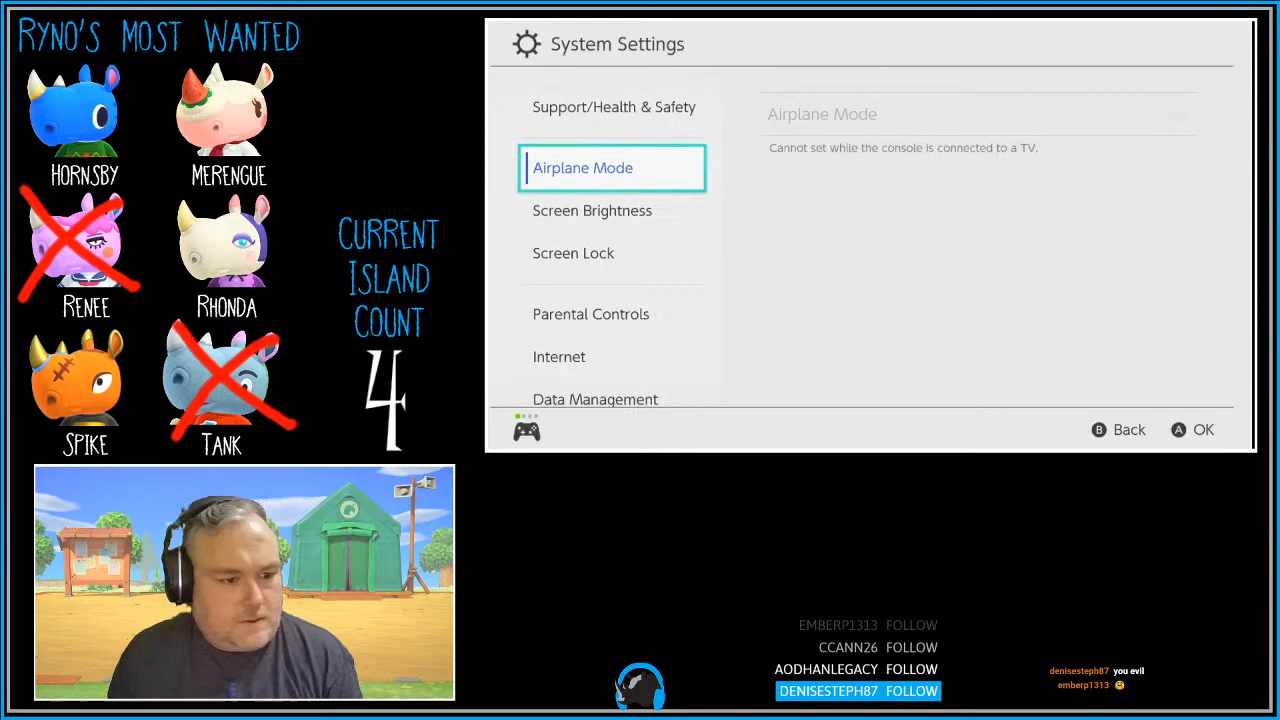 RYNO'S MOST WANTED
HORNSBY
MERENGUE
RENEE
RHONDA
SPIKE
TANK
CURRENT
ISLAND
COUNT
4
System Settings
Support/Health & Safety
Airplane Mode
Screen Brightness
Screen Lock
Parental Controls
Internet
Data Management
Airplane Mode
Cannot set while the console is connected to a TV.
B Back A OK
EMBERP1313 FOLLOW
CCANN26 FOLLOW
AODHANLEGACY FOLLOW
DENISESTEPH87 FOLLOW
denisesteph87 you evil
emberp1313